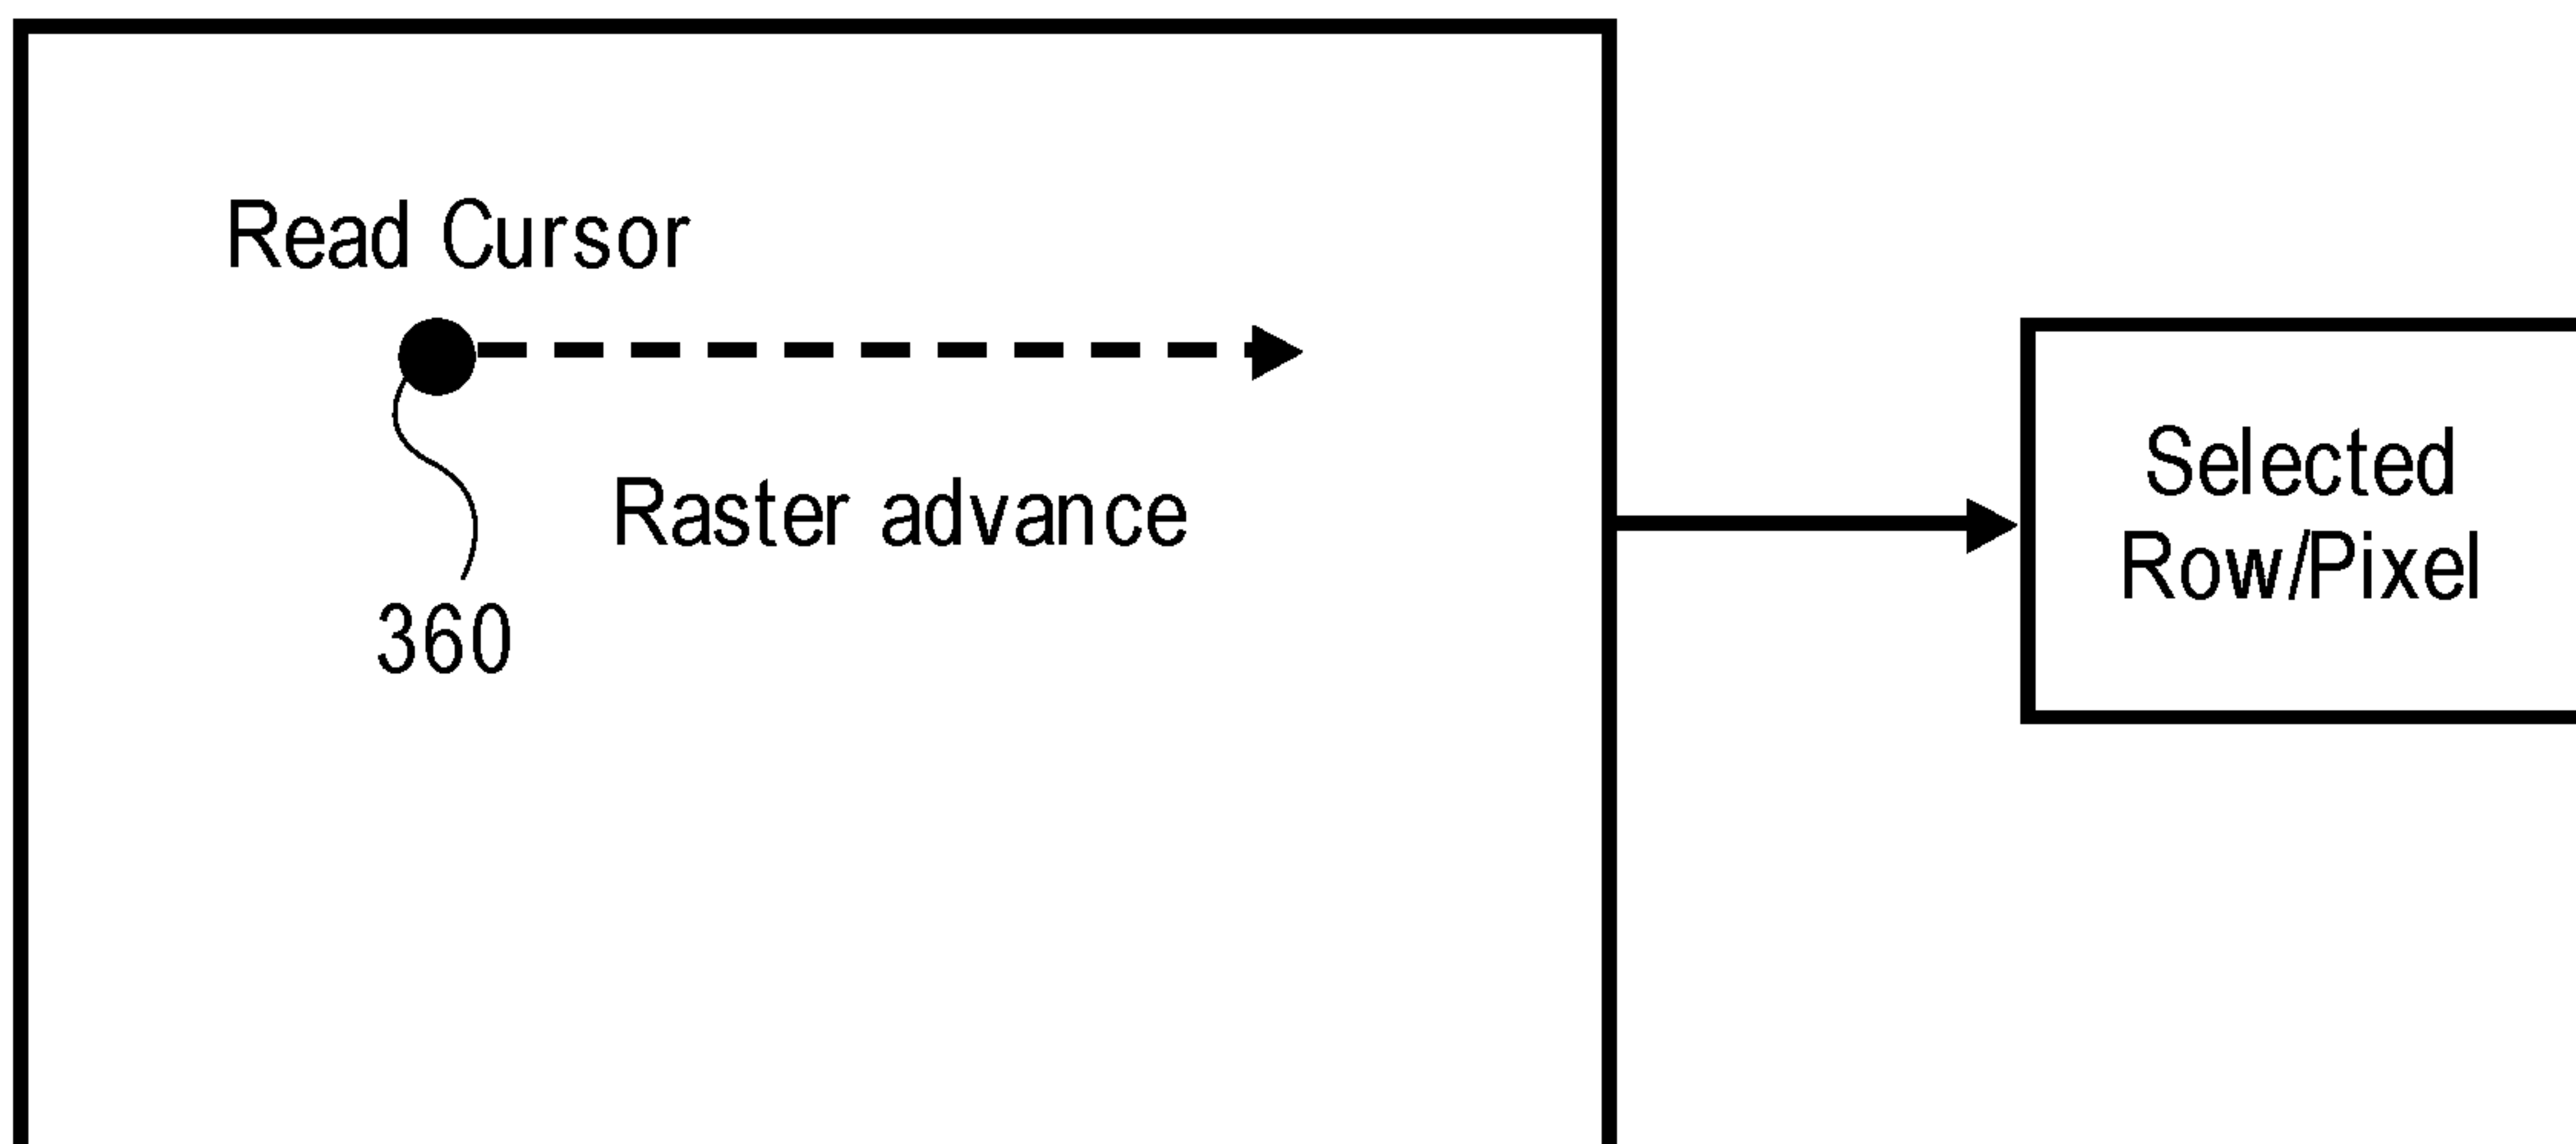 Read Cursor
Raster advance
360
Selected
Row/Pixel